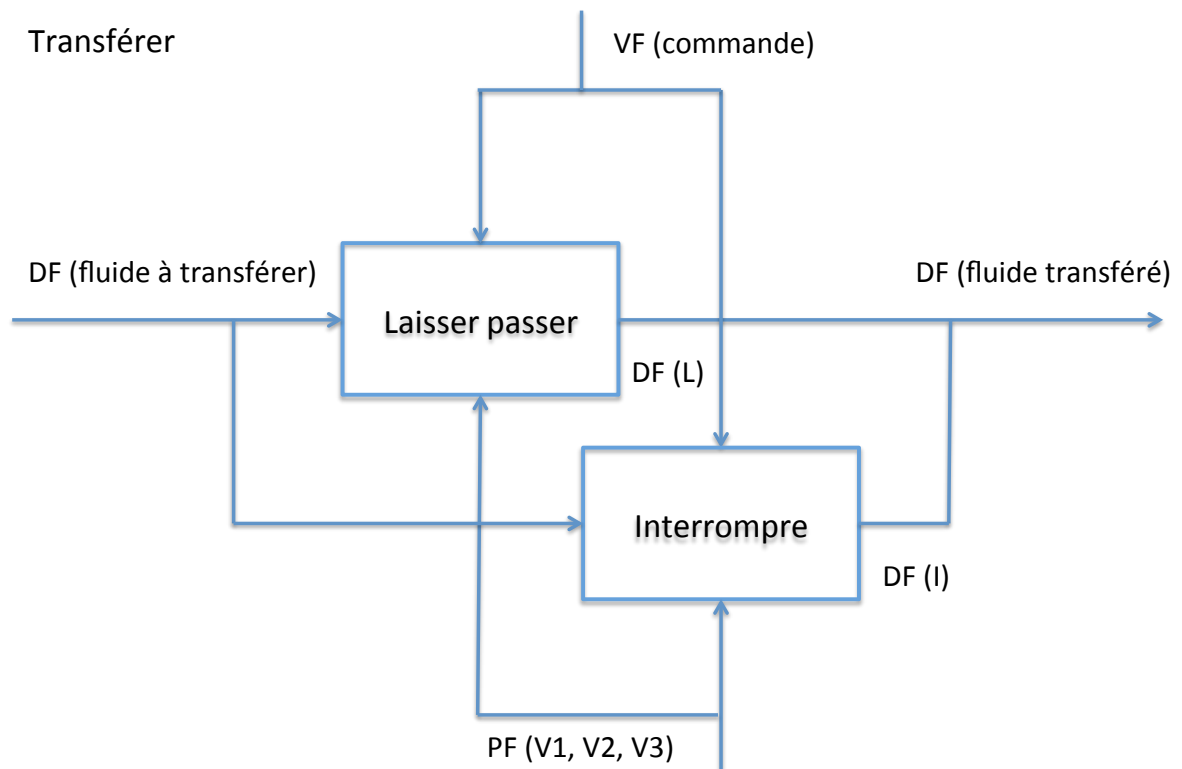 Transférer
VF (commande)
DF (fluide à transférer)
DF (fluide transféré)
Laisser passer
DF (L)
Interrompre
DF (I)
PF (V1, V2, V3)